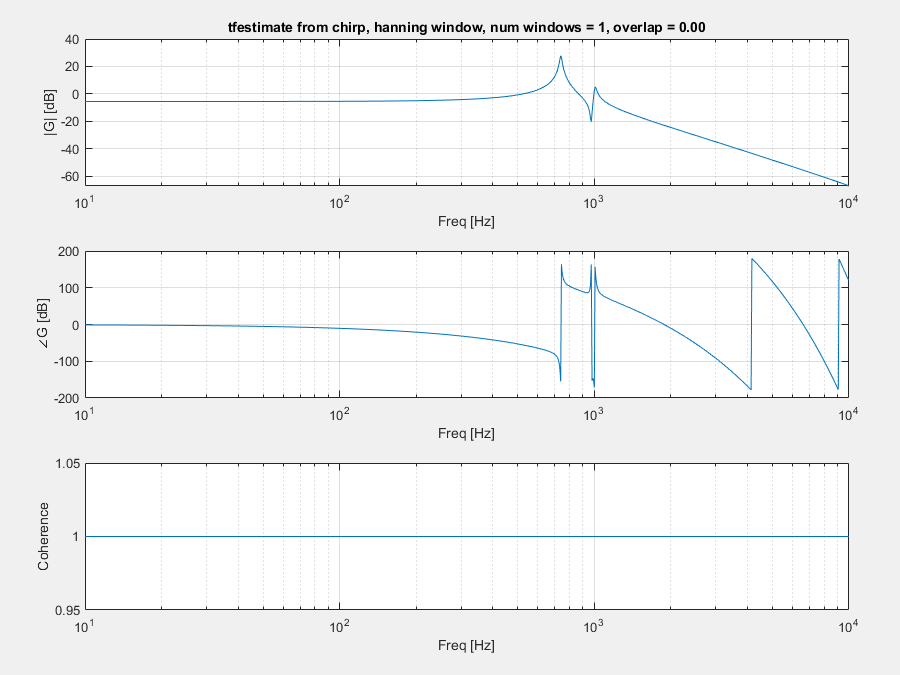 tfestimate from chirp, hanning window, num windows = 1, overlap = 0.00
40
20
0
-20
-40
-60
|G| [dB]
10^1 10^2 10^3 10^4
Freq [Hz]
200
100
0
-100
-200
∠G [dB]
10^1 10^2 10^3 10^4
Freq [Hz]
1.05
1
0.95
Coherence
10^1 10^2 10^3 10^4
Freq [Hz]